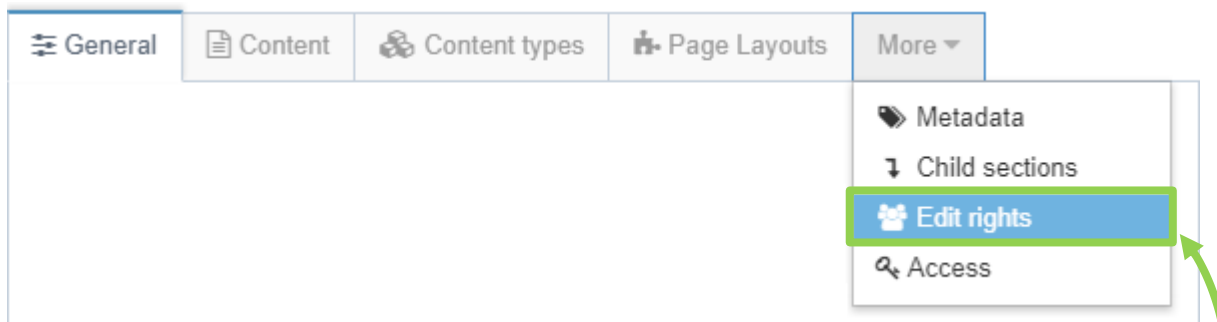 General Content Content types Page Layouts More
Metadata
Child sections
Edit rights
Access